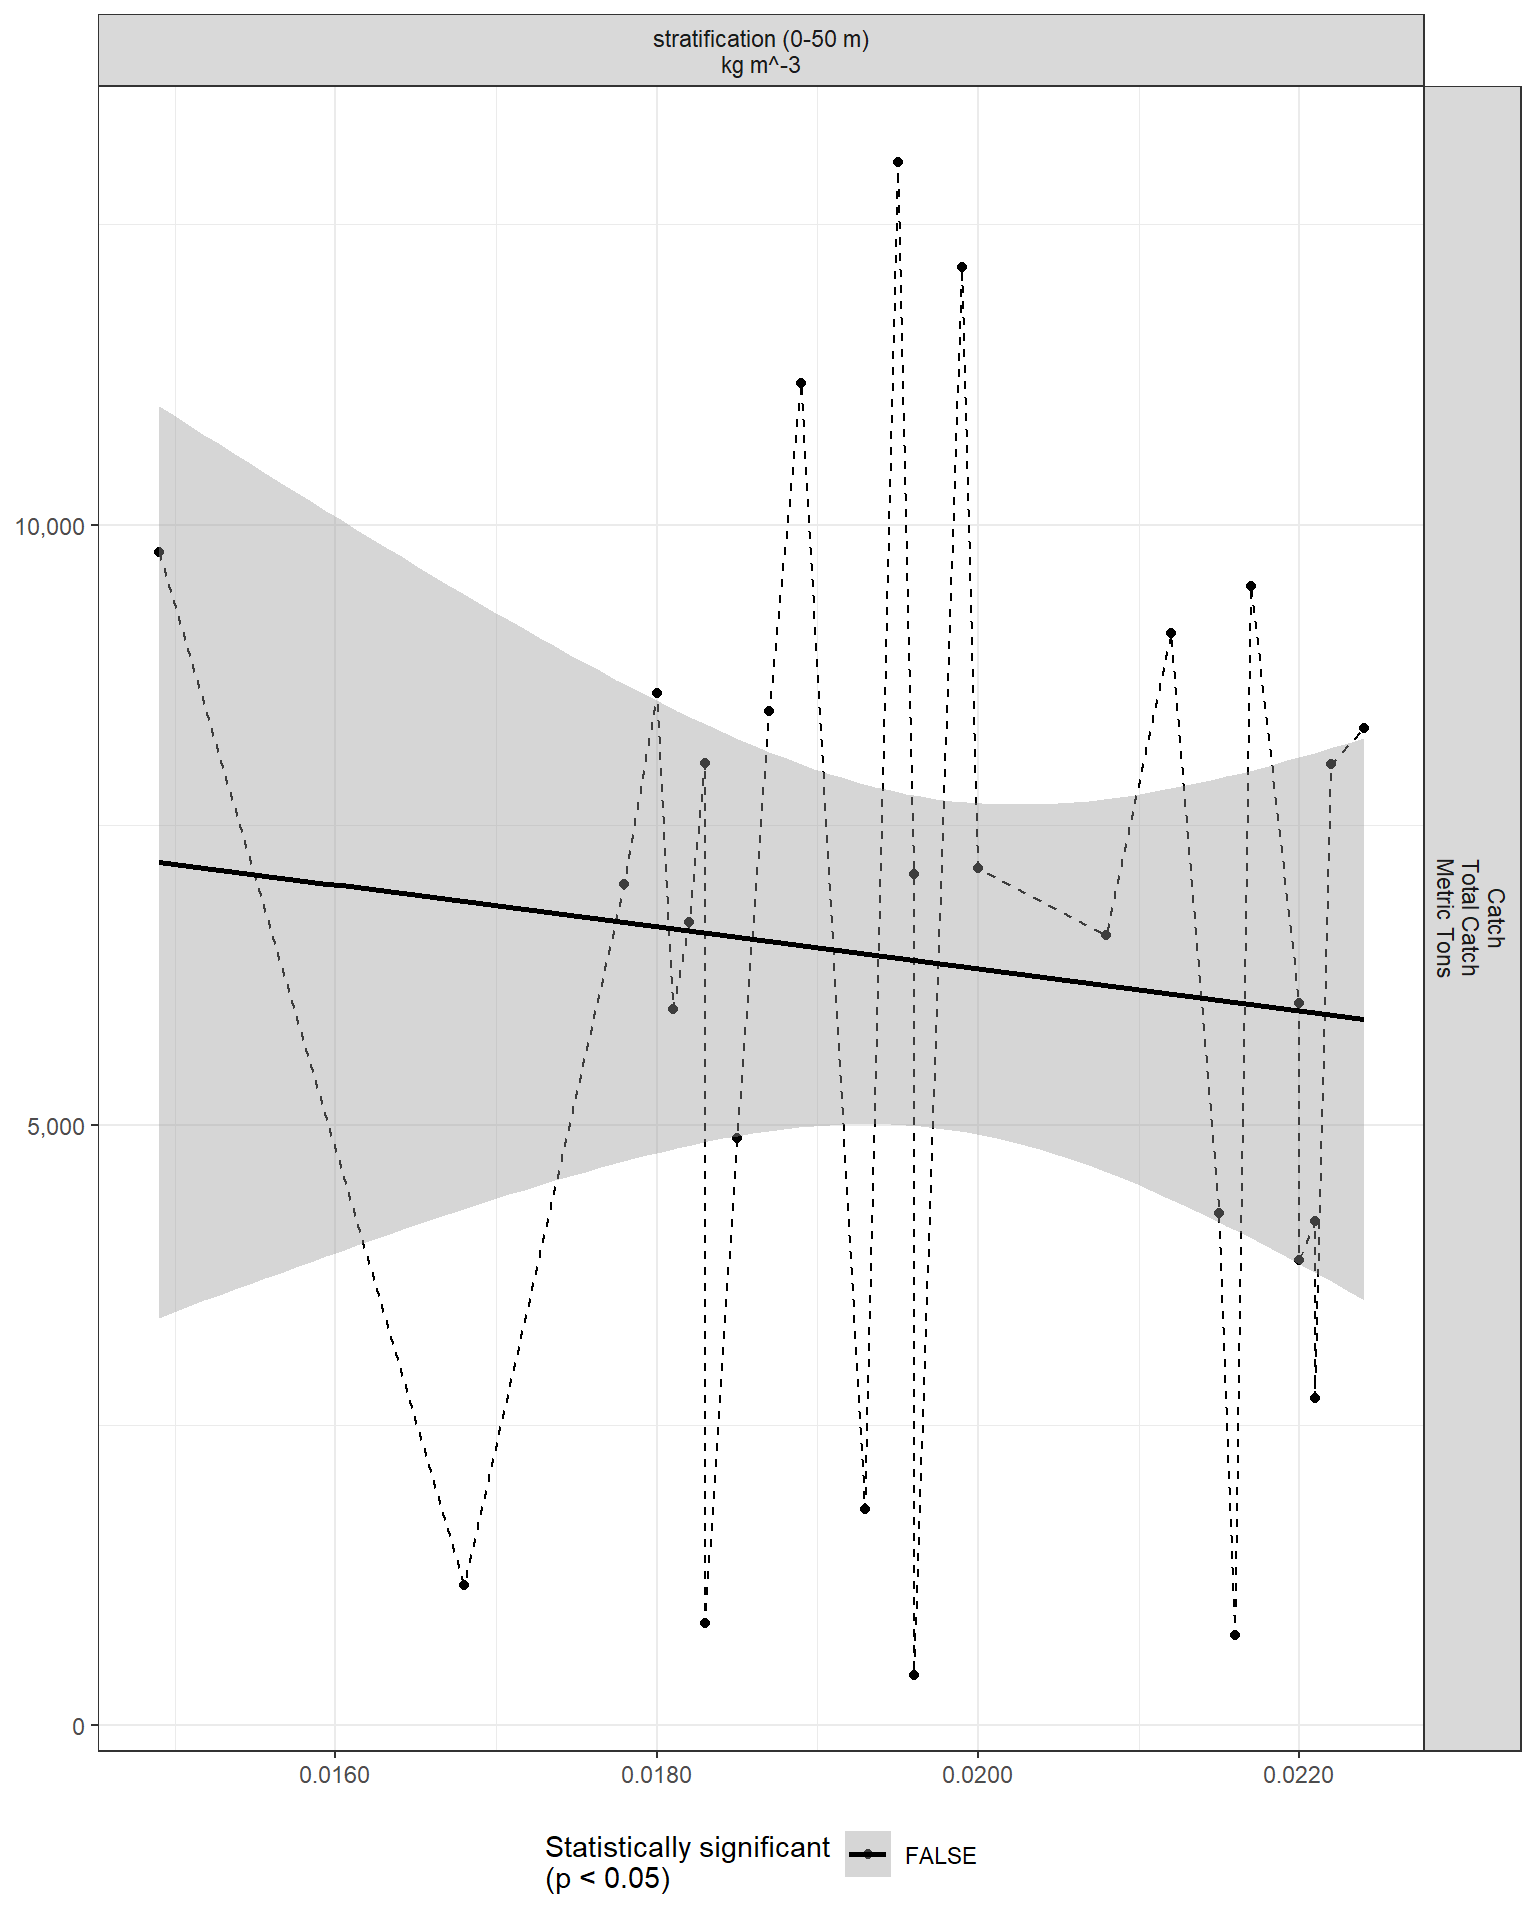 stratification (0-50 m)
kg m^-3
Catch
Total Catch
Metric Tons
10,000
5,000
0
0.0160
0.0180
0.0200
0.0220
Statistically significant
(p < 0.05)
FALSE